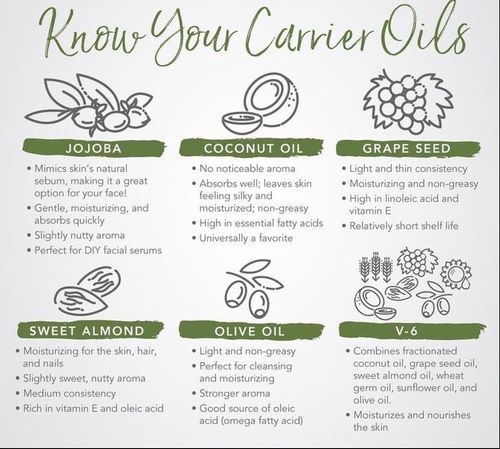 Know Your Carrier Oils
JOJOBA
• Mimics skin's natural
sebum, making it a great
option for your face!
• Gentle, moisturizing, and
absorbs quickly
• Slightly nutty aroma
• Perfect for DIY facial serums
COCONUT OIL
• No noticeable aroma
• Absorbs well; leaves skin
feeling silky and
moisturized; non-greasy
• High in essential fatty acids
• Universally a favorite
GRAPE SEED
• Light and thin consistency
• Moisturizing and non-greasy
• High in linoleic acid and
vitamin E
• Relatively short shelf life
SWEET ALMOND
• Moisturizing for the skin, hair,
and nails
• Slightly sweet, nutty aroma
• Medium consistency
• Rich in vitamin E and oleic acid
OLIVE OIL
• Light and non-greasy
• Perfect for cleansing
and moisturizing
• Stronger aroma
• Good source of oleic
acid (omega fatty acid)
V-6
• Combines fractionated
coconut oil, grape seed oil,
sweet almond oil, wheat
germ oil, sunflower oil, and
olive oil.
• Moisturizes and nourishes
the skin